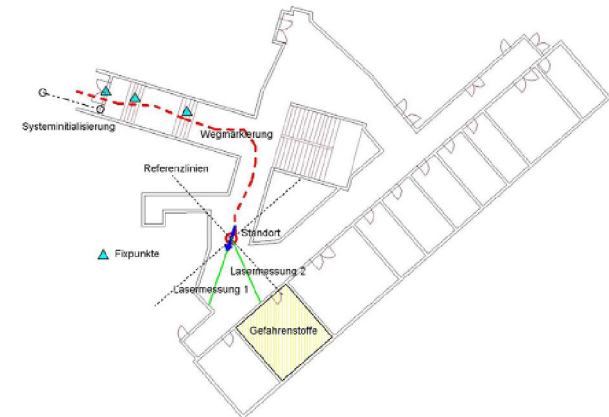 Systeminitialisierung
Wegmarkierung
Referenzlinien
Standort
Fixpunkte
Lasermessung 2
Lasermessung 1
Gefahrenstoffe